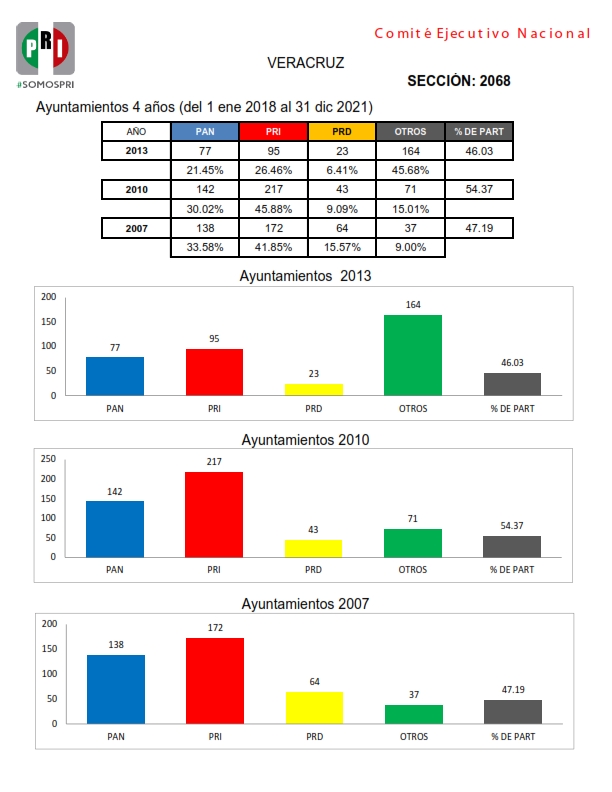 Comité Ejecutivo Nacional
PRI
#SOMOSPRI
VERACRUZ
SECCIÓN: 2068
Ayuntamientos 4 años (del 1 ene 2018 al 31 dic 2021)
AÑO PAN PRI PRD OTROS % DE PART
2013 77 95 23 164 46.03
21.45% 26.46% 6.41% 45.68%
2010 142 217 43 71 54.37
30.02% 45.88% 9.09% 15.01%
2007 138 172 64 37 47.19
33.58% 41.85% 15.57% 9.00%
Ayuntamientos 2013
200
150
100
50
0
77 95 23 164 46.03
PAN PRI PRD OTROS % DE PART
Ayuntamientos 2010
250
200
150
100
50
0
142 217 43 71 54.37
PAN PRI PRD OTROS % DE PART
Ayuntamientos 2007
200
150
100
50
0
138 172 64 37 47.19
PAN PRI PRD OTROS % DE PART